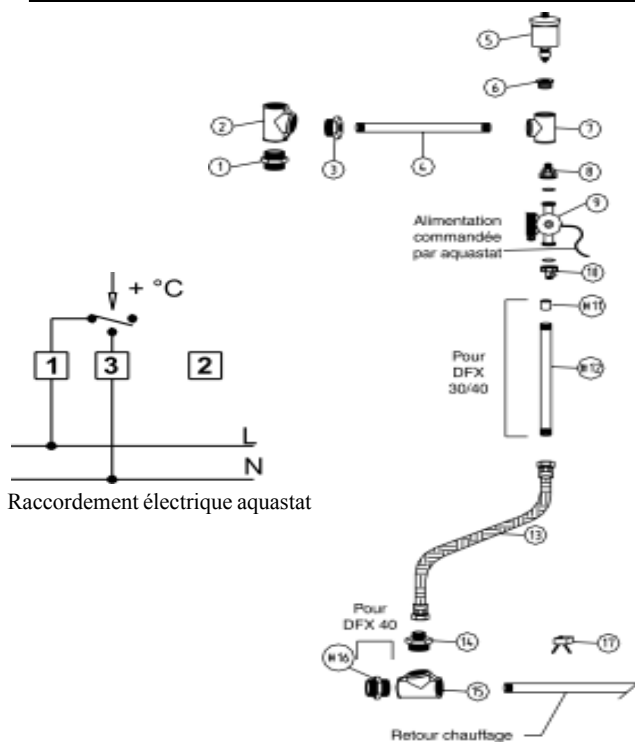 5
6
2
7
1
3
4
8
9
Alimentation
commandée
par aquastat
10
+ °C
N 11
1 3 2
Pour
DFX
30/40
N 12
L
N
Raccordement électrique aquastat
13
Pour
DFX 40
14
17
N 16
15
Retour chauffage